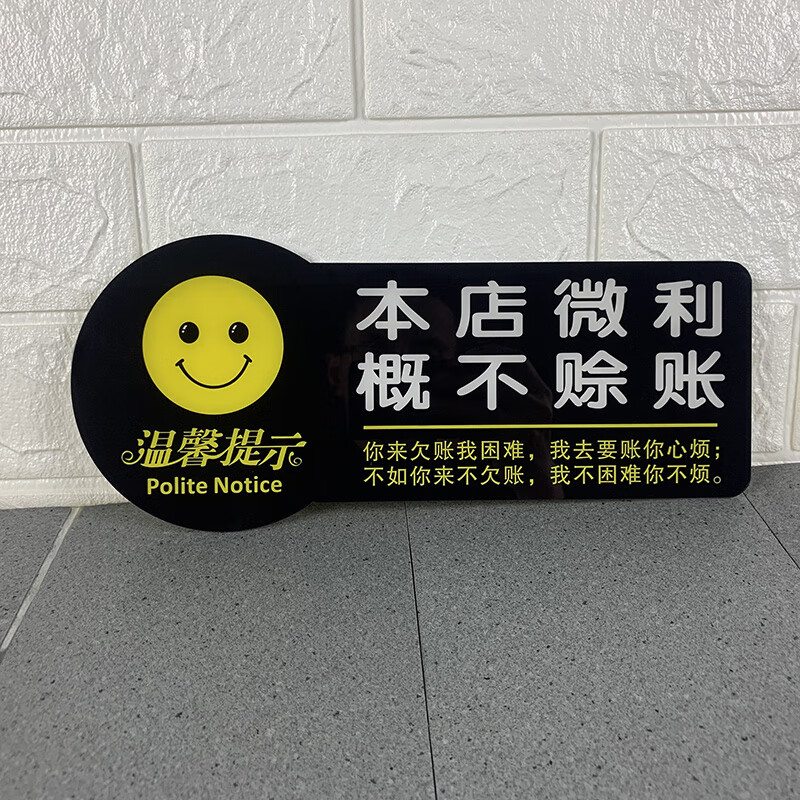 温馨提示
Polite Notice
本店微利
概不赊账
你来欠账我困难，我去要账你心烦；
不如你来不欠账，我不困难你不烦。